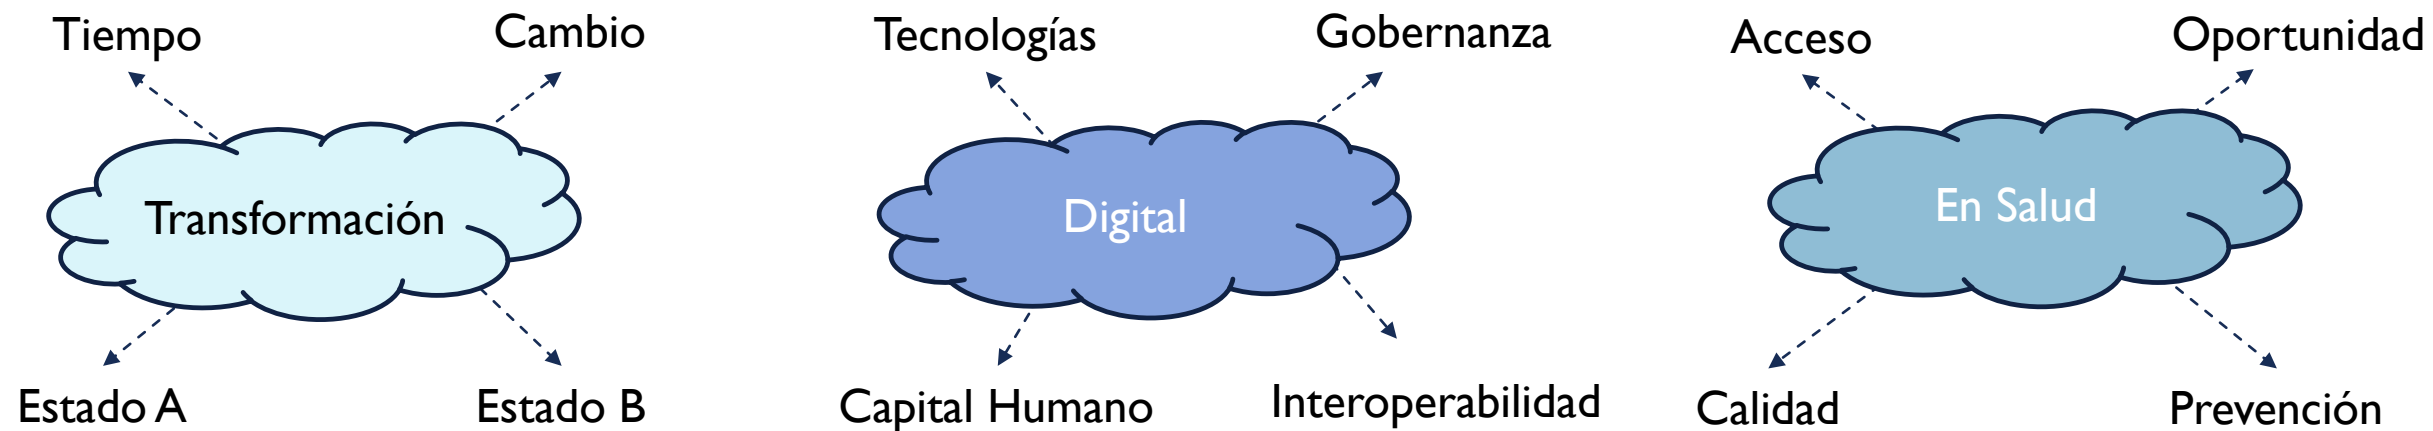 Tiempo
Cambio
Transformación
Estado A
Estado B
Tecnologías
Gobernanza
Digital
Capital Humano
Interoperabilidad
Acceso
Oportunidad
En Salud
Calidad
Prevención